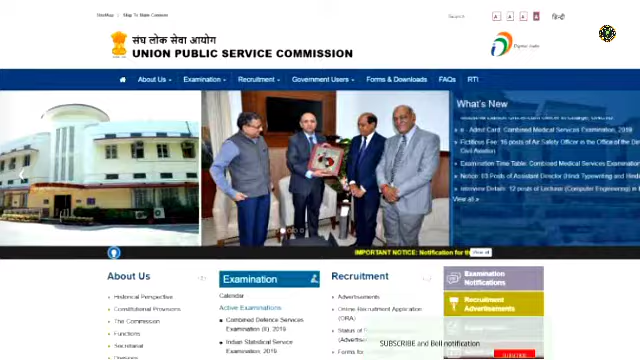 SiteMap | Skip To Main Content
Search
A A A A
हिन्दी
संघ लोक सेवा आयोग
UNION PUBLIC SERVICE COMMISSION
Digital India
About Us Examination Recruitment Government Users Forms & Downloads FAQs RTI
What's New
e - Admit Card: Combined Medical Services Examination, 2019
Fictitious Fee: 16 posts of Air Safety Officer in the Office of the
Civil Aviation
Examination Time Table: Combined Medical Services Examination
Notice: 03 Posts of Assistant Director (Hindi Typewriting and Hindi
Interview Details: 12 posts of Lecturer (Computer Engineering) in
View all »
IMPORTANT NOTICE: Notification for
View all
About Us
Historical Perspective
Constitutional Provisions
The Commission
Functions
Secretariat
Examination
Calendar
Active Examinations
Combined Defence Services
Examination (II), 2019
Indian Statistical Service
Examination, 2019
Recruitment
Advertisements
Online Recruitment Application
(ORA)
Status of
Forms for
Examination
Notifications
Recruitment
Advertisements
SUBSCRIBE and Bell notification
SUBSCRIBE